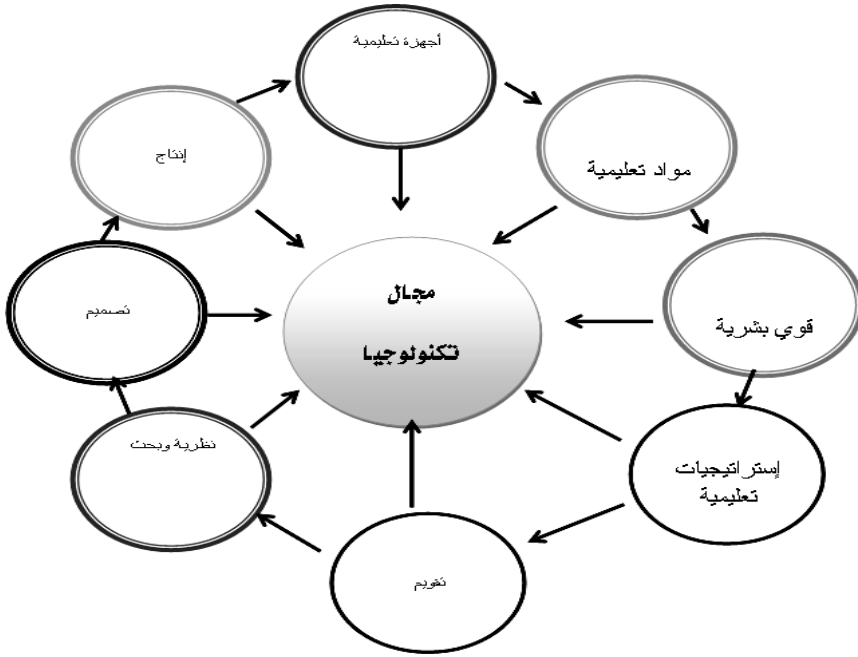 أجهزة تعليمية
مواد تعليمية
قوي بشرية
إستراتيجيات
تعليمية
تقويم
نظرية وبحث
تصميم
إنتاج
مجال
تكنولوجيا